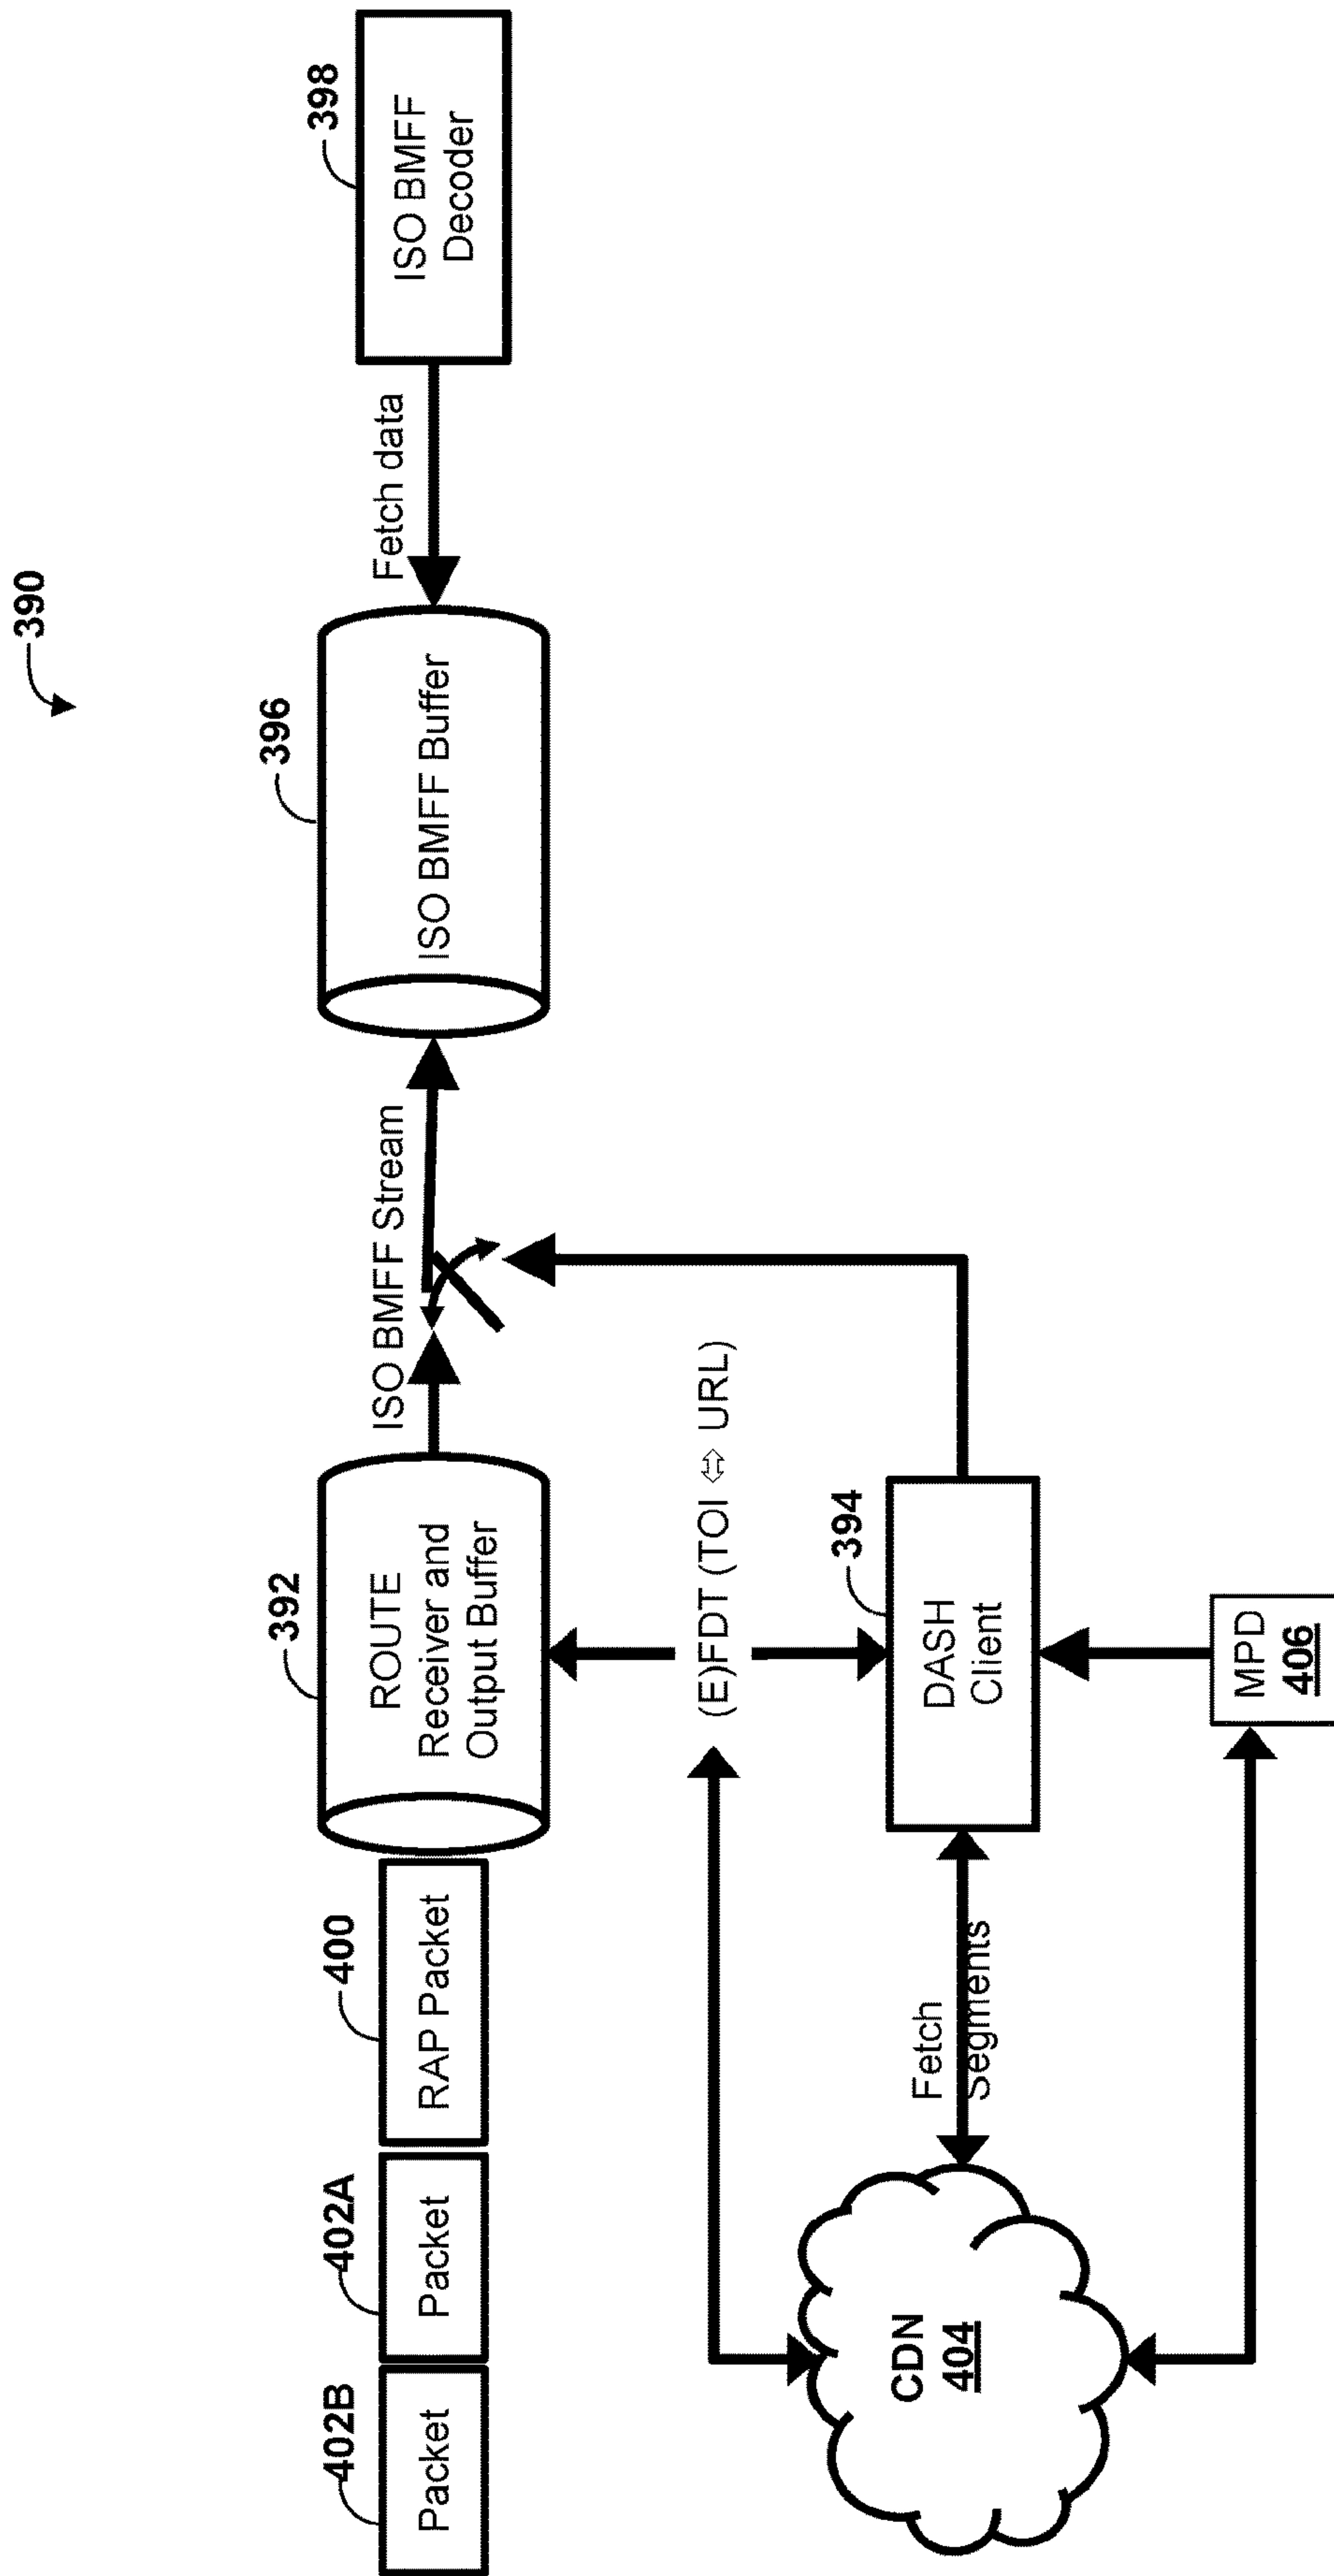 390
402B
Packet
402A
Packet
400
RAP Packet
392
ROUTE
Receiver and
Output Buffer
ISO BMFF Stream
396
ISO BMFF Buffer
Fetch data
398
ISO BMFF
Decoder
(E)FDT (TOI ⇔ URL)
CDN
404
Fetch
Segments
394
DASH
Client
MPD
406